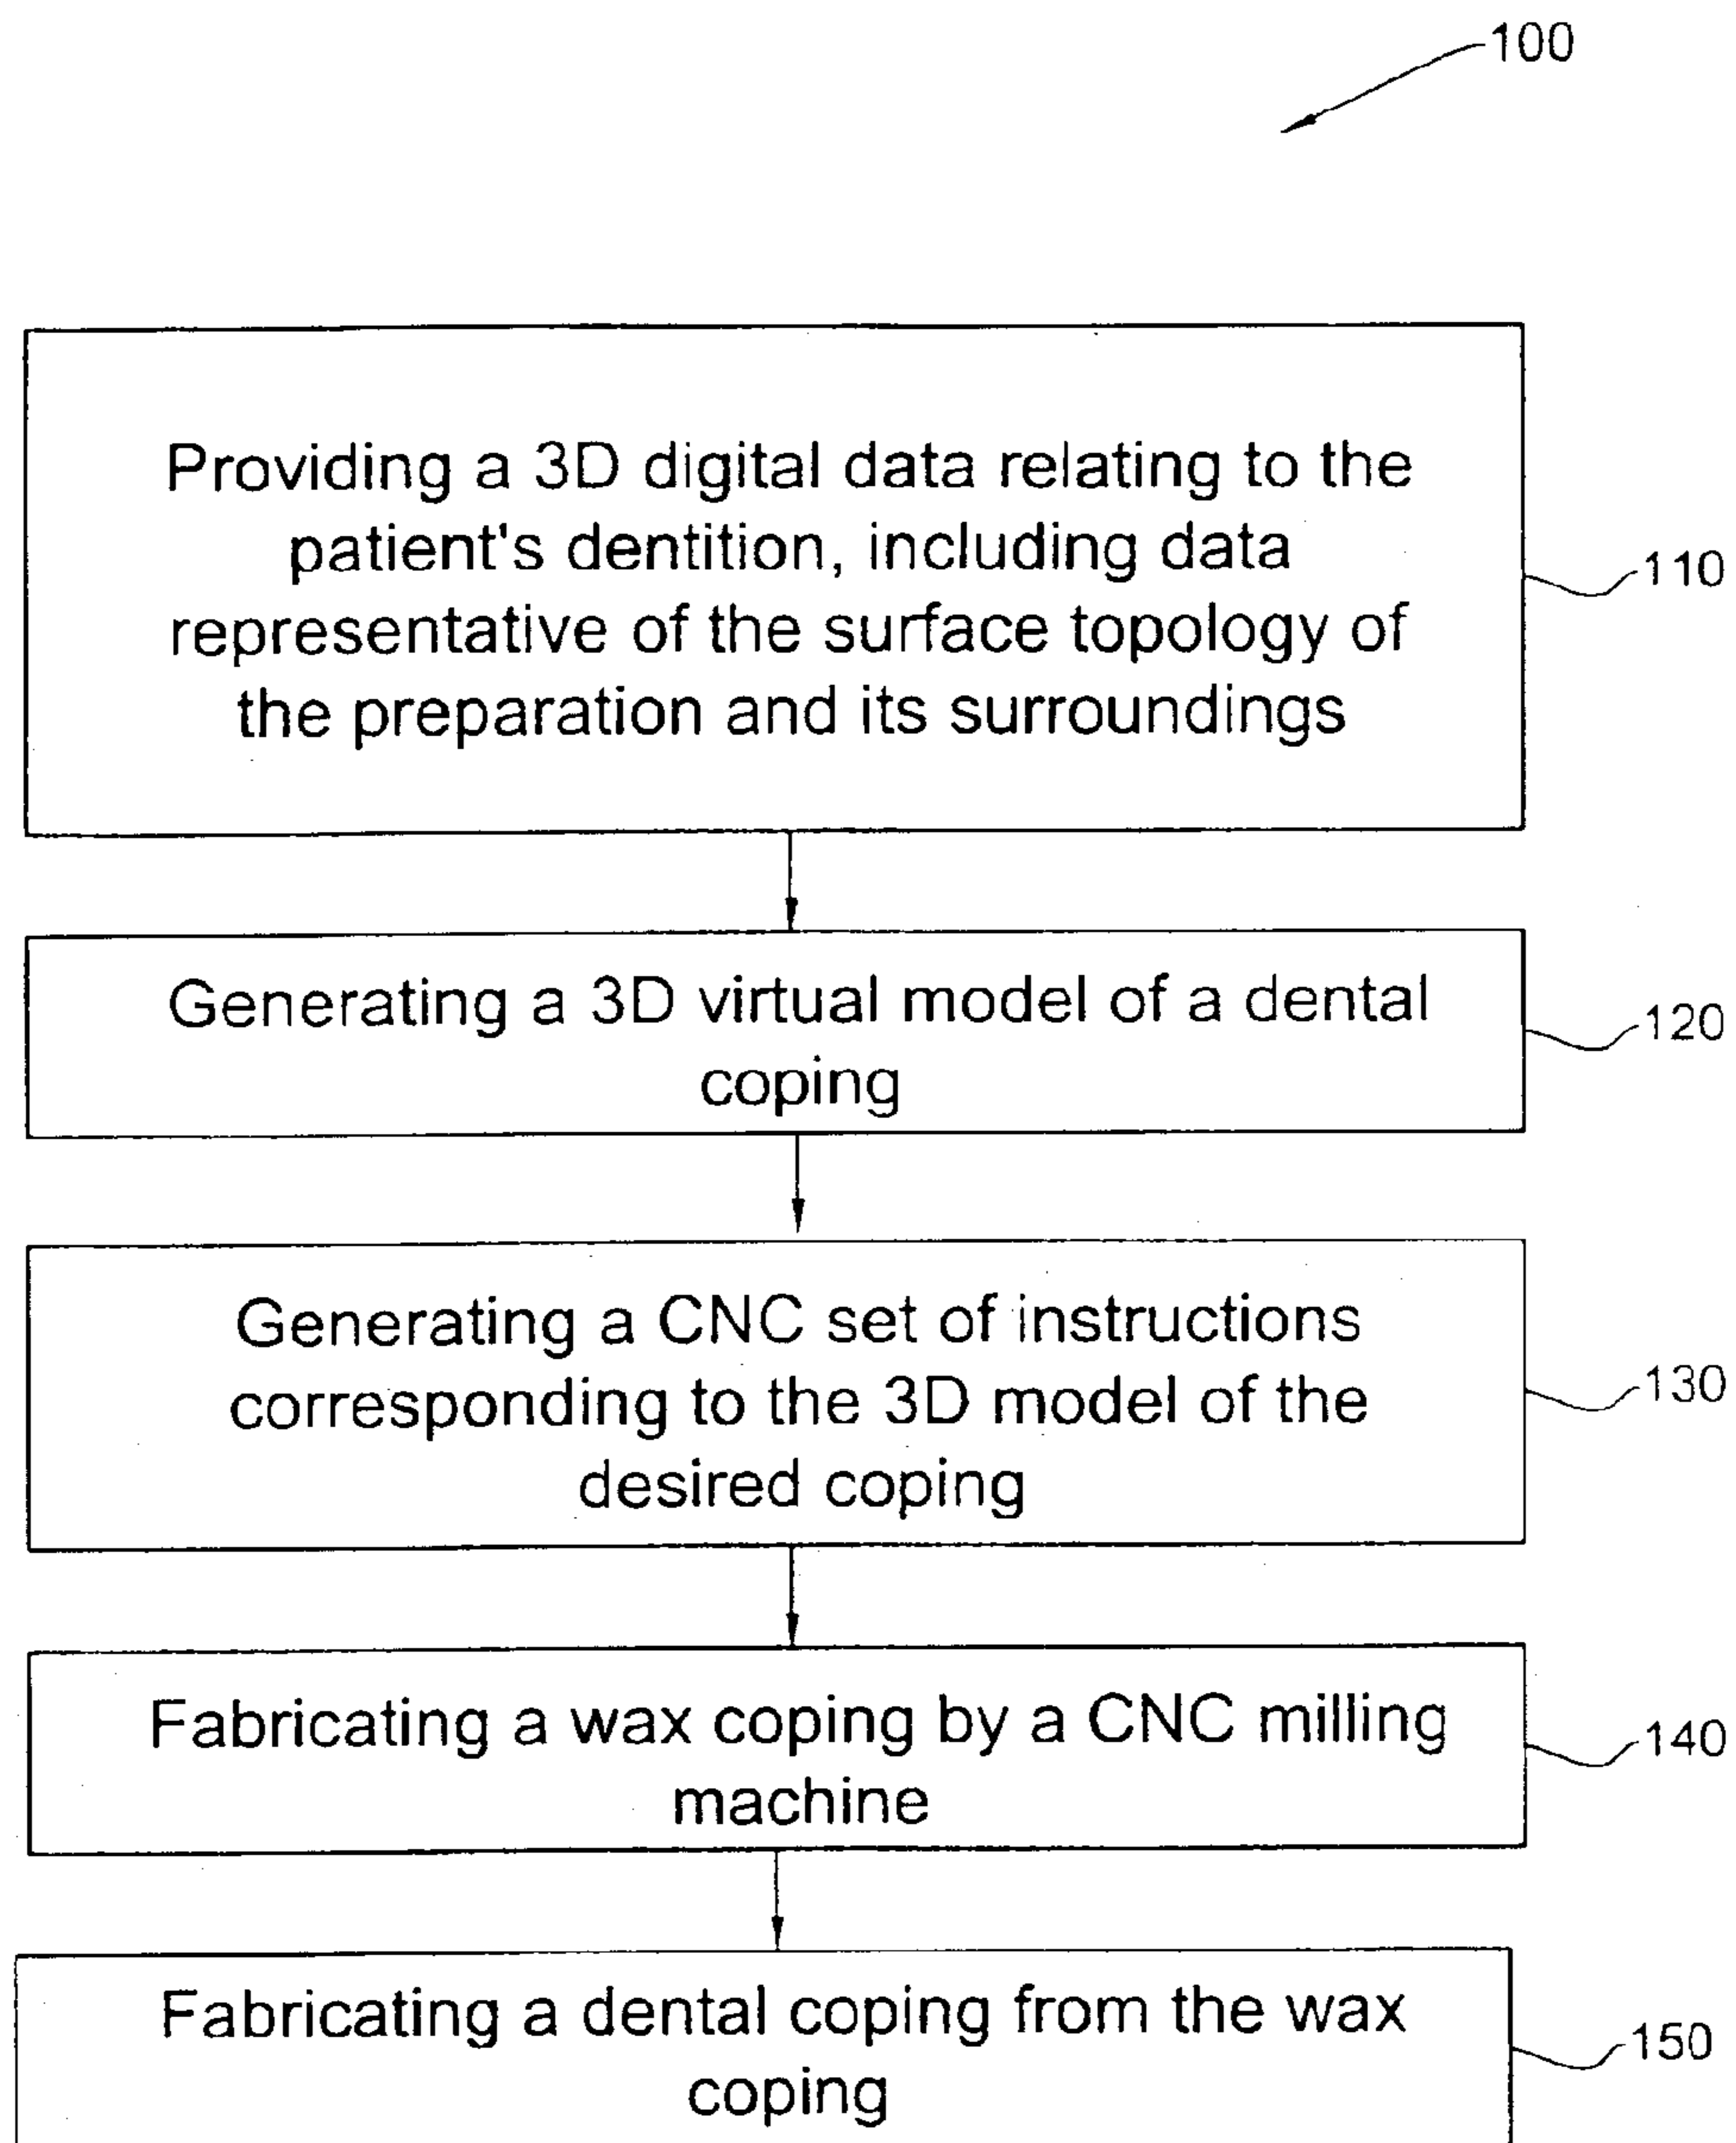 100
Providing a 3D digital data relating to the
patient's dentition, including data
representative of the surface topology of
the preparation and its surroundings
110
Generating a 3D virtual model of a dental
coping
120
Generating a CNC set of instructions
corresponding to the 3D model of the
desired coping
130
Fabricating a wax coping by a CNC milling
machine
140
Fabricating a dental coping from the wax
coping
150